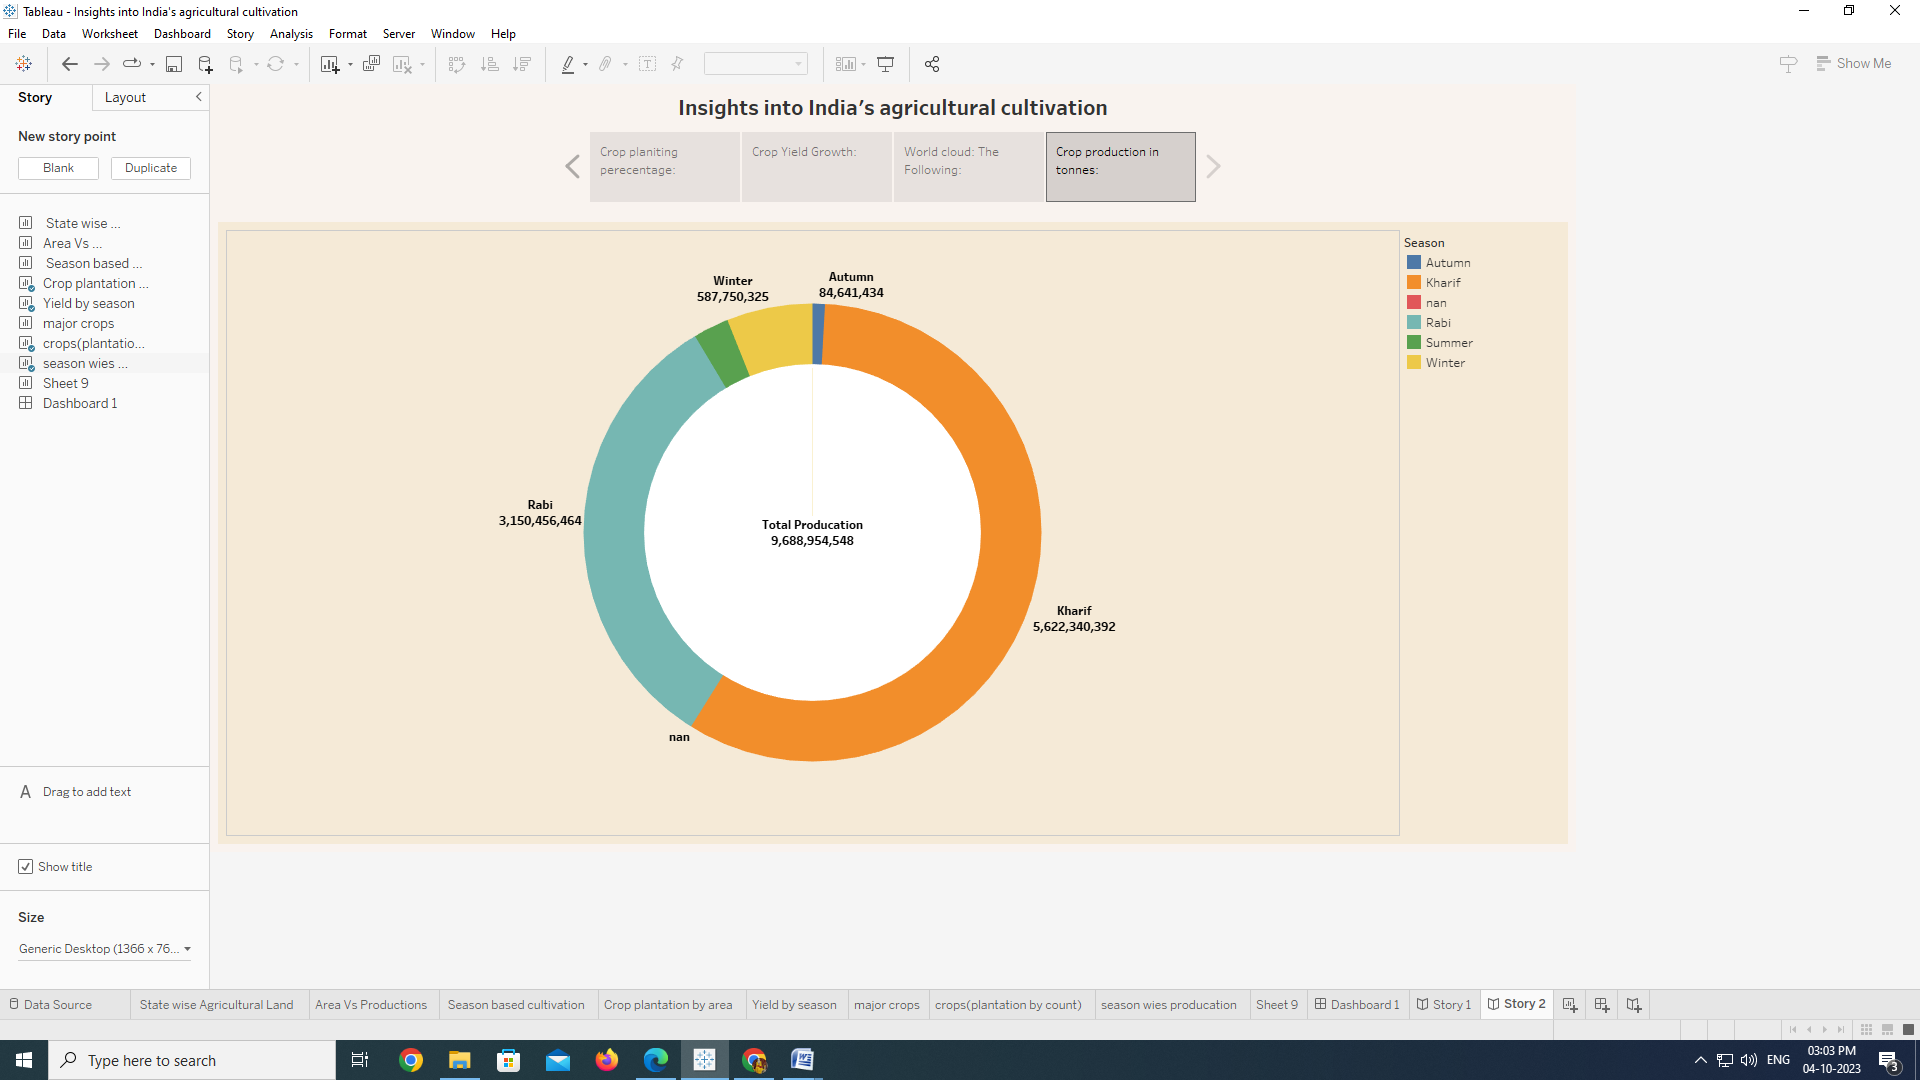 Tableau - Insights into India's agricultural cultivation
File Data Worksheet Dashboard Story Analysis Format Server Window Help
Show Me
Story Layout
New story point
Blank Duplicate
State wise ...
Area Vs ...
Season based ...
Crop plantation ...
Yield by season
major crops
crops(plantatio...
season wies ...
Sheet 9
Dashboard 1
A Drag to add text
Show title
Size
Generic Desktop (1366 x 76...
Insights into India’s agricultural cultivation
Crop planiting
perecentage:
Crop Yield Growth:
World cloud: The
Following:
Crop production in
tonnes:
Winter
587,750,325
Autumn
84,641,434
Rabi
3,150,456,464
Total Producation
9,688,954,548
Kharif
5,622,340,392
nan
Season
Autumn
Kharif
nan
Rabi
Summer
Winter
Data Source State wise Agricultural Land Area Vs Productions Season based cultivation Crop plantation by area Yield by season major crops crops(plantation by count) season wies producation Sheet 9 Dashboard 1 Story 1 Story 2
Type here to search
ENG
03:03 PM
04-10-2023
3